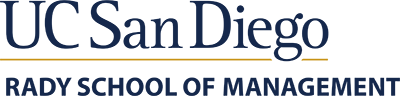 UC San Diego
RADY SCHOOL OF MANAGEMENT